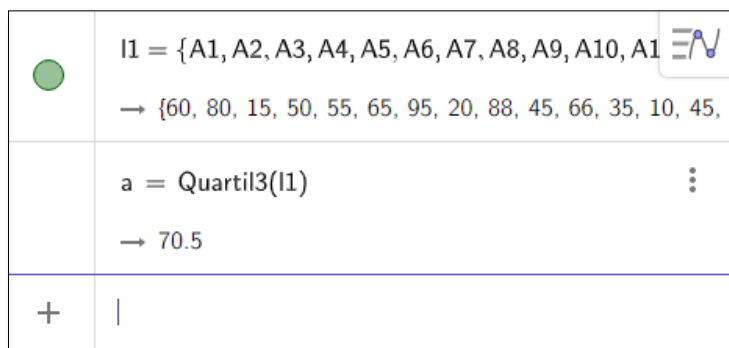 l1 = {A1, A2, A3, A4, A5, A6, A7, A8, A9, A10, A1
→ {60, 80, 15, 50, 55, 65, 95, 20, 88, 45, 66, 35, 10, 45,
a = Quartil3(l1)
→ 70.5